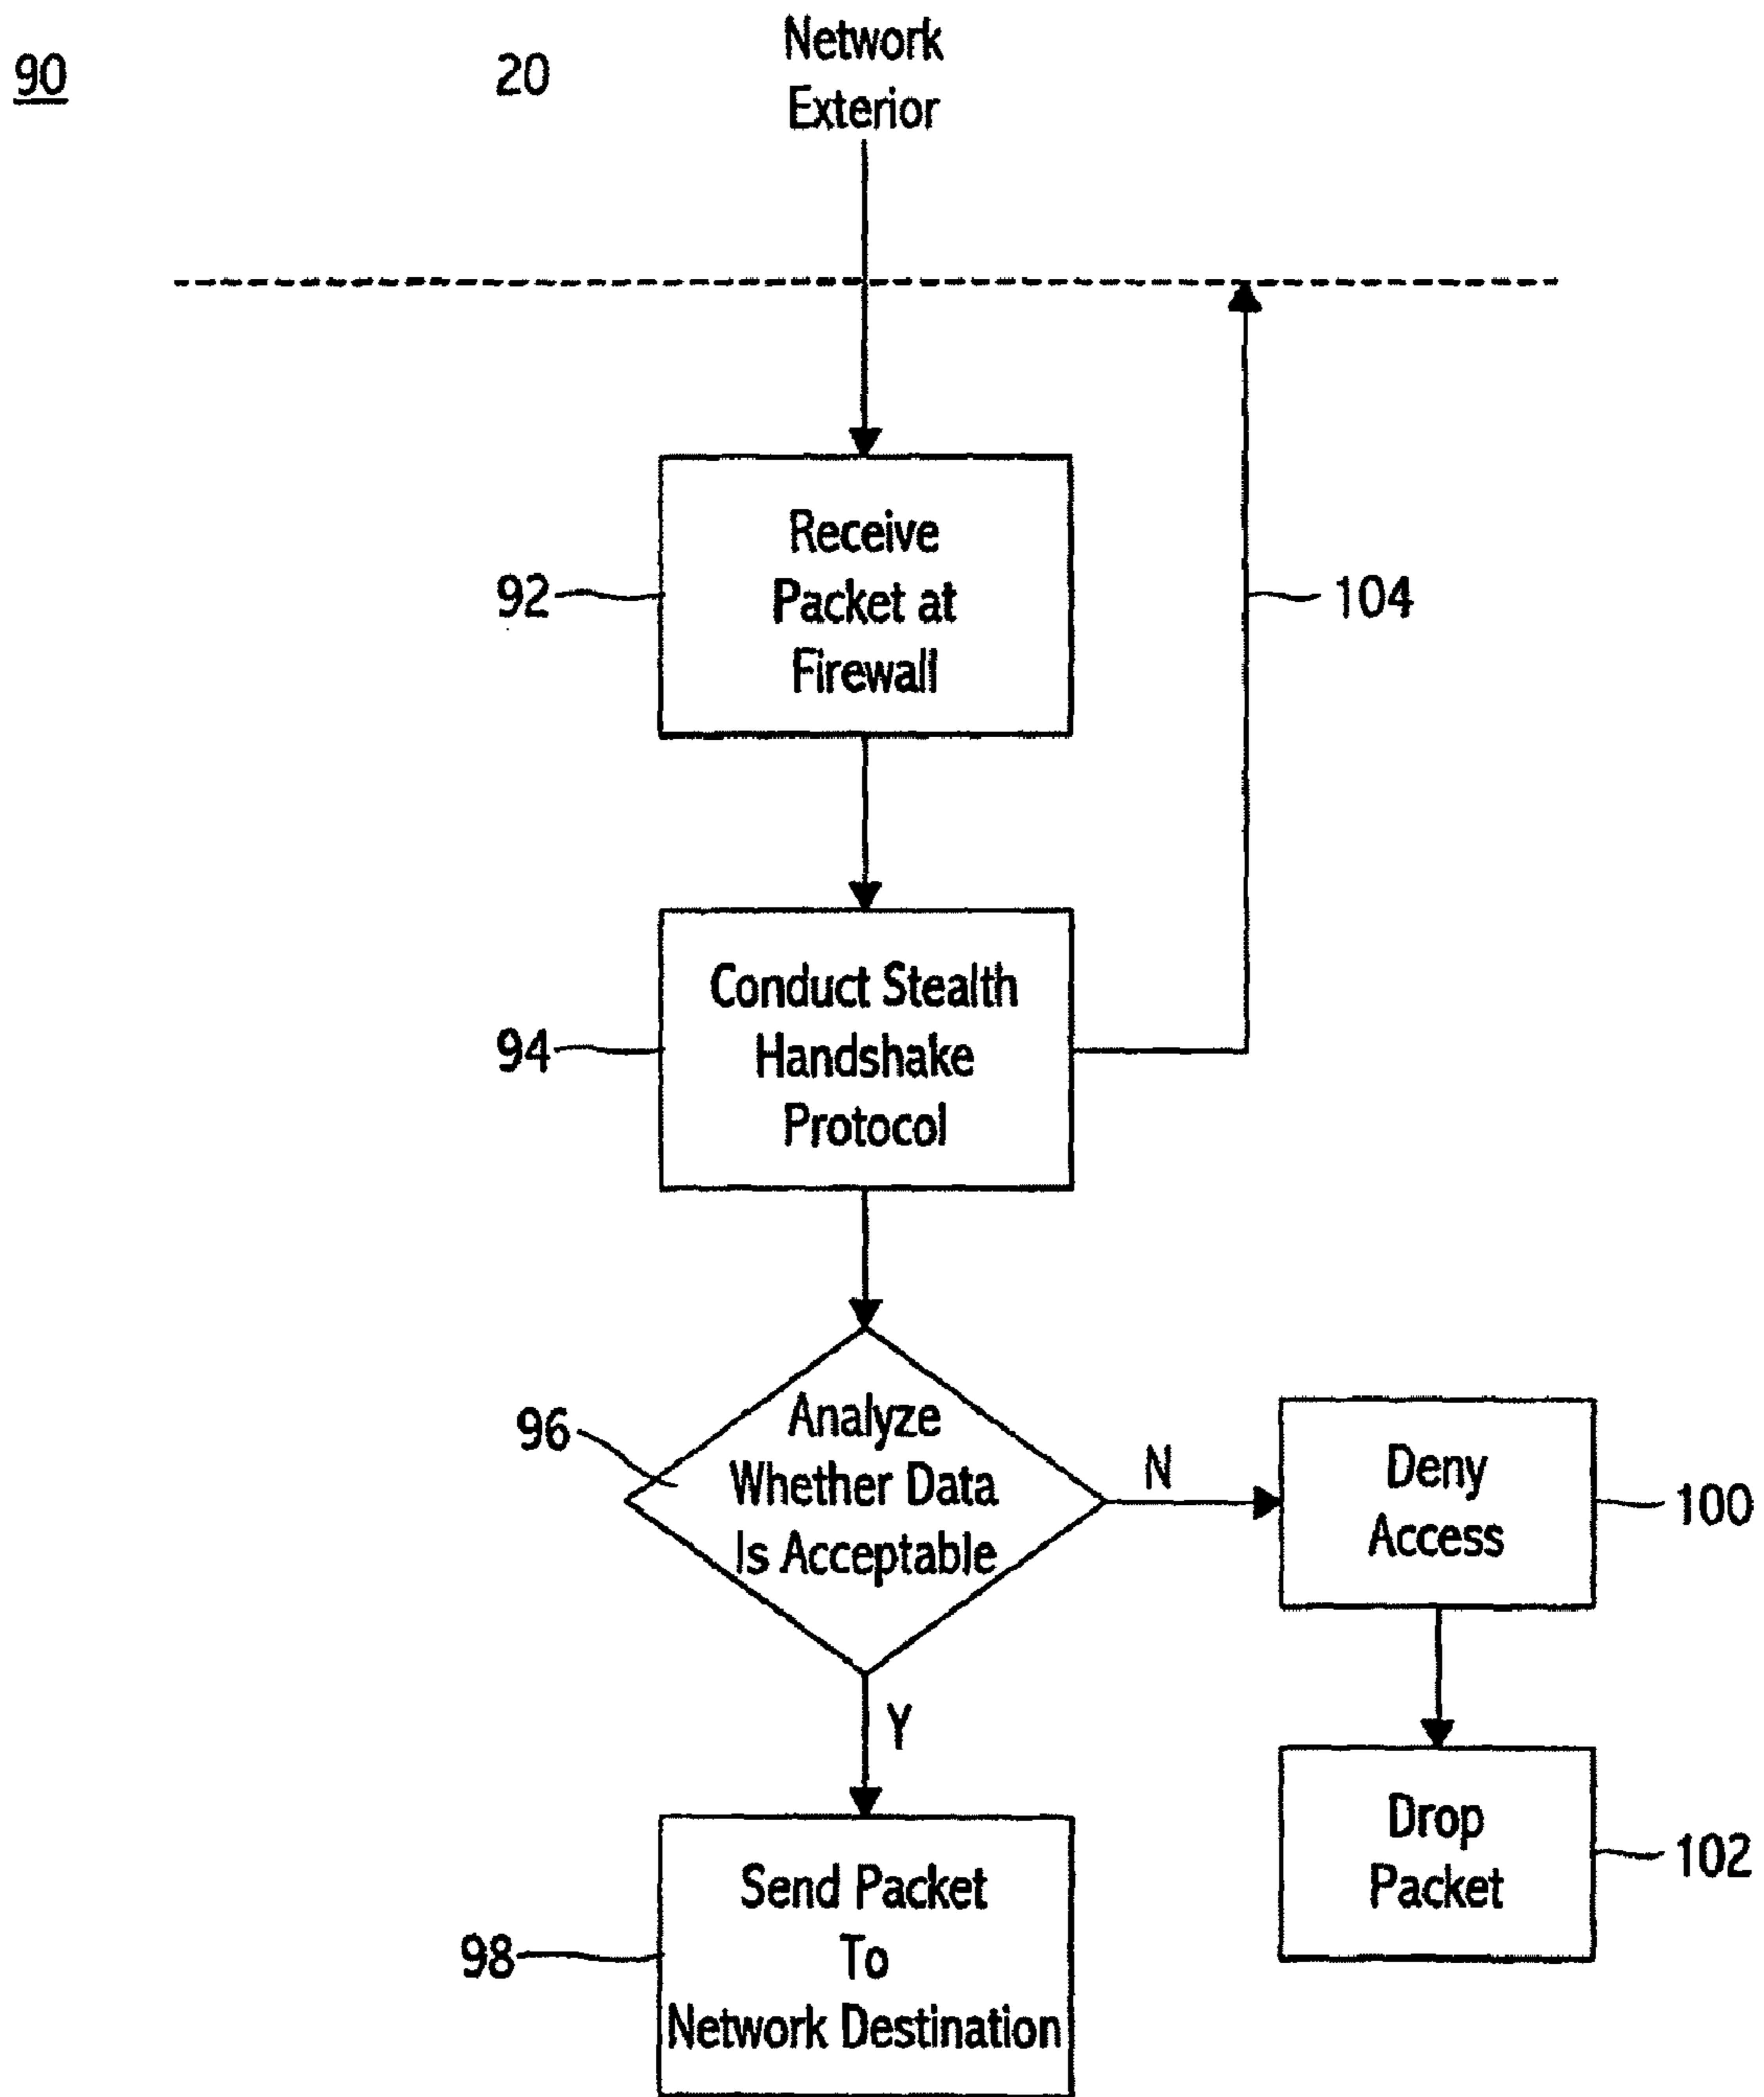 90
20
Network
Exterior
92
Receive
Packet at
Firewall
104
94
Conduct Stealth
Handshake
Protocol
96
Analyze
Whether Data
Is Acceptable
N
Deny
Access
100
Y
Drop
Packet
102
98
Send Packet
To
Network Destination